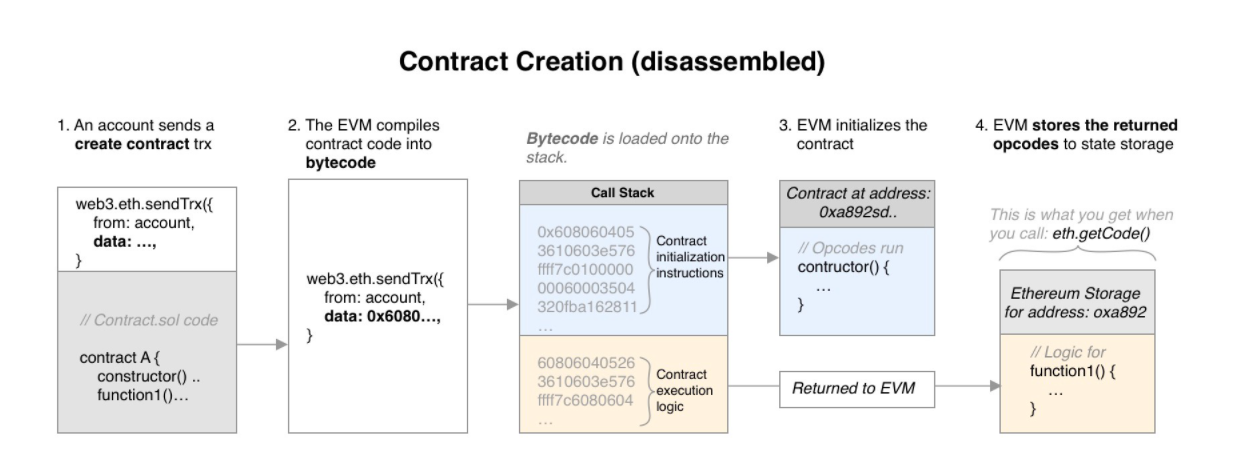 Contract Creation (disassembled)
1. An account sends a
create contract trx
web3.eth.sendTrx({
from: account,
data: ...,
}
// Contract.sol code
contract A {
constructor() ..
function1()...
2. The EVM compiles
contract code into
bytecode
web3.eth.sendTrx({
from: account,
data: 0x6080...,
}
Bytecode is loaded onto the
stack.
Call Stack
0x608060405
3610603e576
ffff7c0100000
00060003504
320fba162811
...
Contract
initialization
instructions
60806040526
3610603e576
ffff7c6080604
...
Contract
execution
logic
3. EVM initializes the
contract
Contract at address:
0xa892sd..
// Opcodes run
contructor() {
...
}
Returned to EVM
4. EVM stores the returned
opcodes to state storage
This is what you get when
you call: eth.getCode()
Ethereum Storage
for address: oxa892
// Logic for
function1() {
...
}